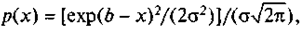 p(x) = [exp(b – x)²/(2σ²)]/(σ√2π),